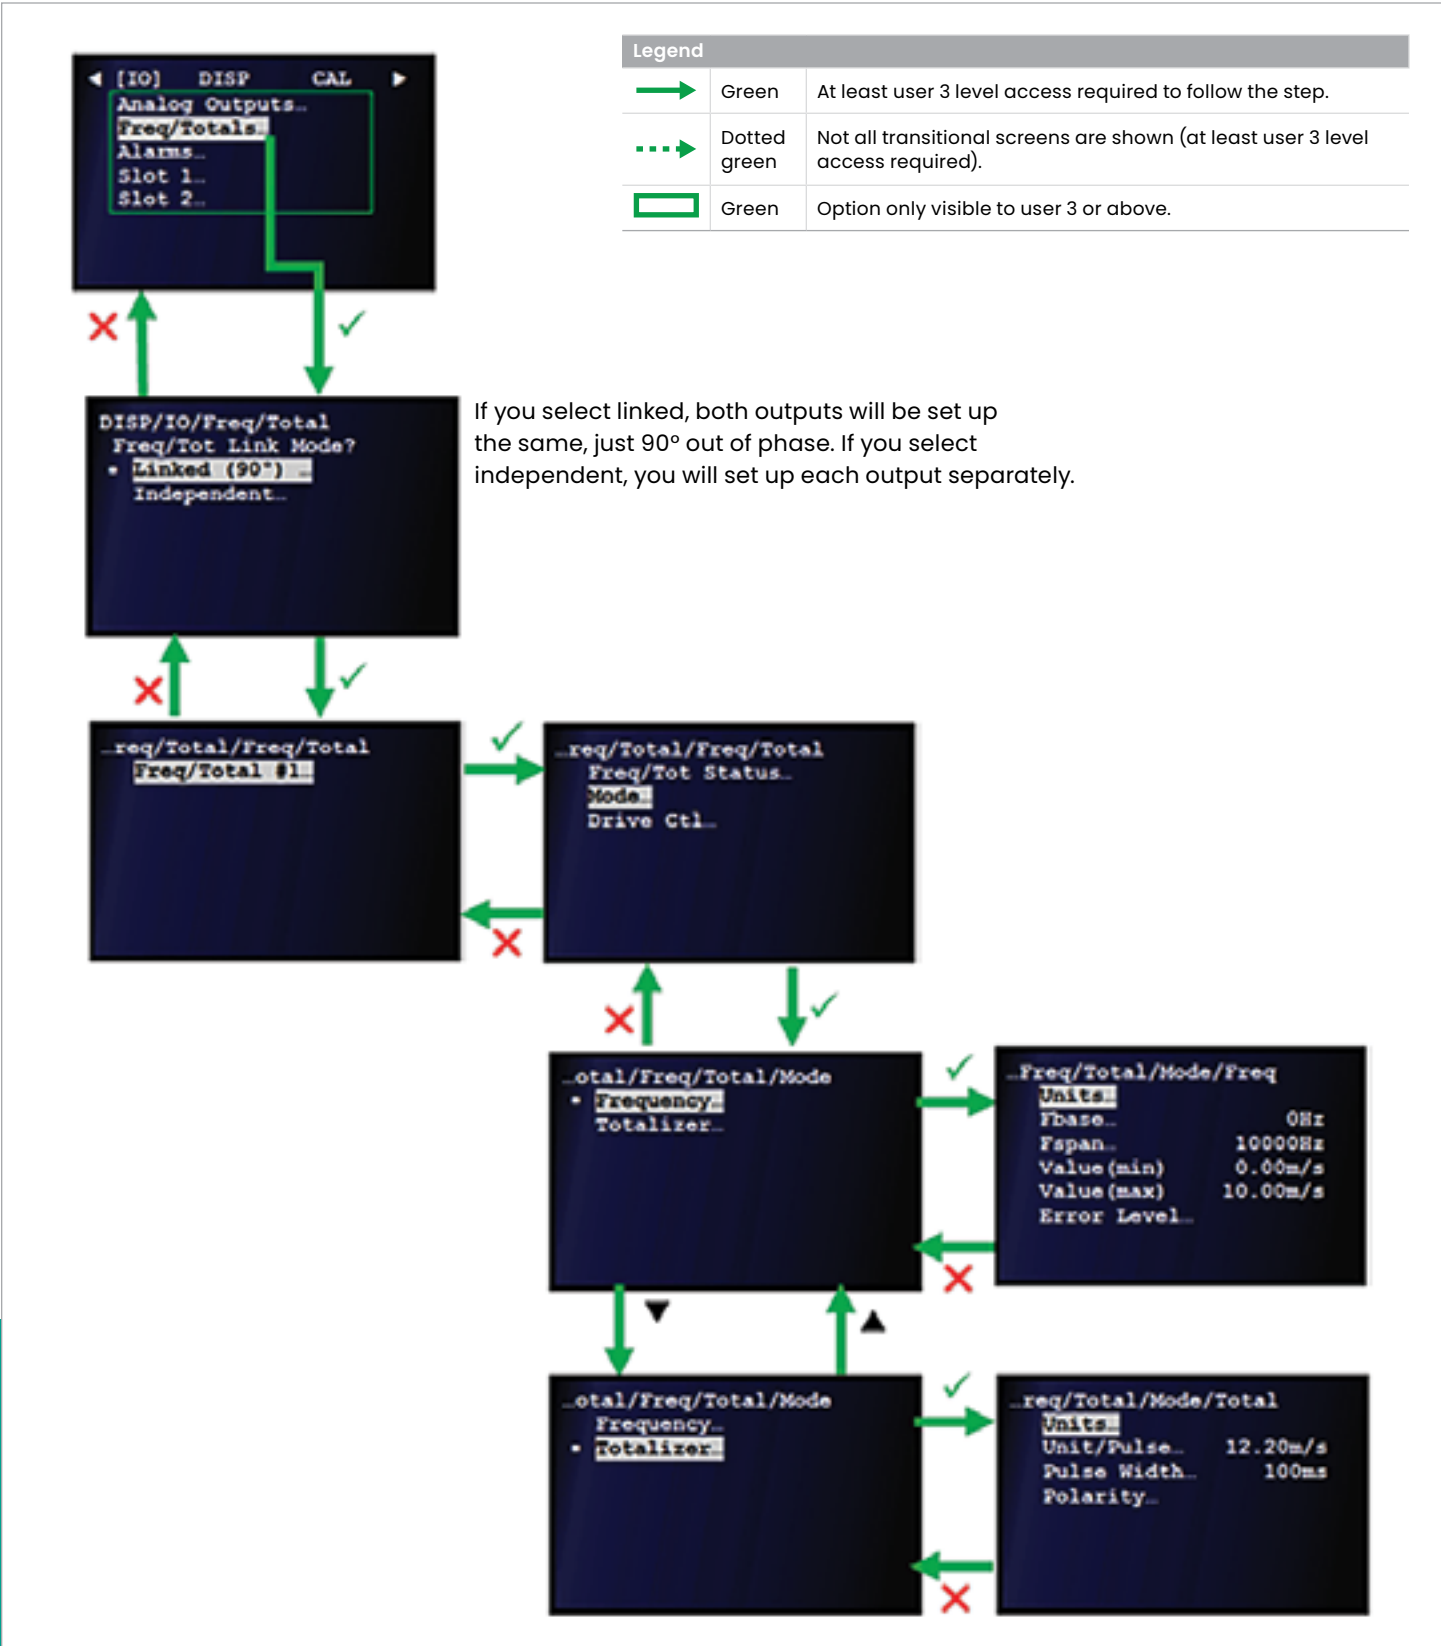 [IO] DISP CAL
Analog Outputs…
Freq/Totals…
Alarms…
Slot 1…
Slot 2…
Legend
Green At least user 3 level access required to follow the step.
Dotted green Not all transitional screens are shown (at least user 3 level
access required).
Green Option only visible to user 3 or above.
DISP/IO/Freq/Total
Freq/Tot Link Mode?
Linked (90°) …
Independent…
If you select linked, both outputs will be set up
the same, just 90° out of phase. If you select
independent, you will set up each output separately.
…req/Total/Freq/Total
Freq/Total #1…
…req/Total/Freq/Total
Freq/Tot Status…
Mode…
Drive Ctl…
…otal/Freq/Total/Mode
Frequency…
Totalizer…
…Freq/Total/Mode/Freq
Units…
Fbase… 0Hz
Fspan… 10000Hz
Value(min) 0.00m/s
Value(max) 10.00m/s
Error Level…
…otal/Freq/Total/Mode
Frequency…
Totalizer…
…req/Total/Mode/Total
Units…
Unit/Pulse… 12.20m/s
Pulse Width… 100ms
Polarity…